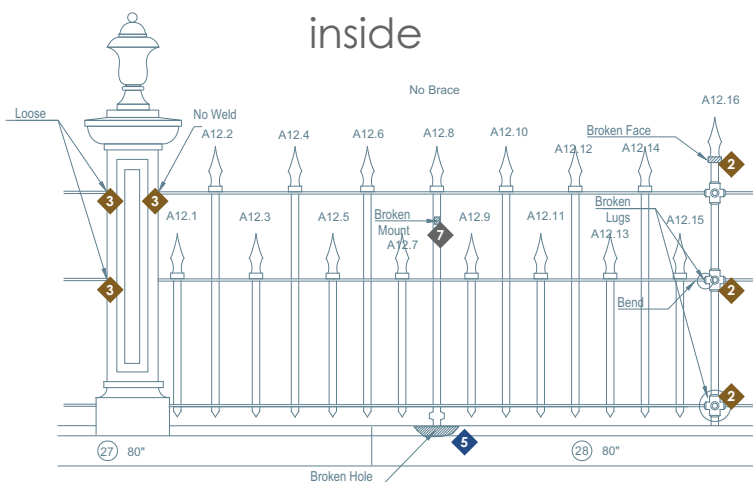 inside
No Brace
A12.16
Loose
No Weld
A12.2
A12.4
A12.6
A12.8
A12.10
A12.12
A12.14
Broken Face
2
3
3
Broken
Lugs
A12.1
A12.3
A12.5
Broken
Mount
A12.7
7
A12.9
A12.11
A12.13
A12.15
3
Bend
2
2
5
27 80"
28 80"
Broken Hole